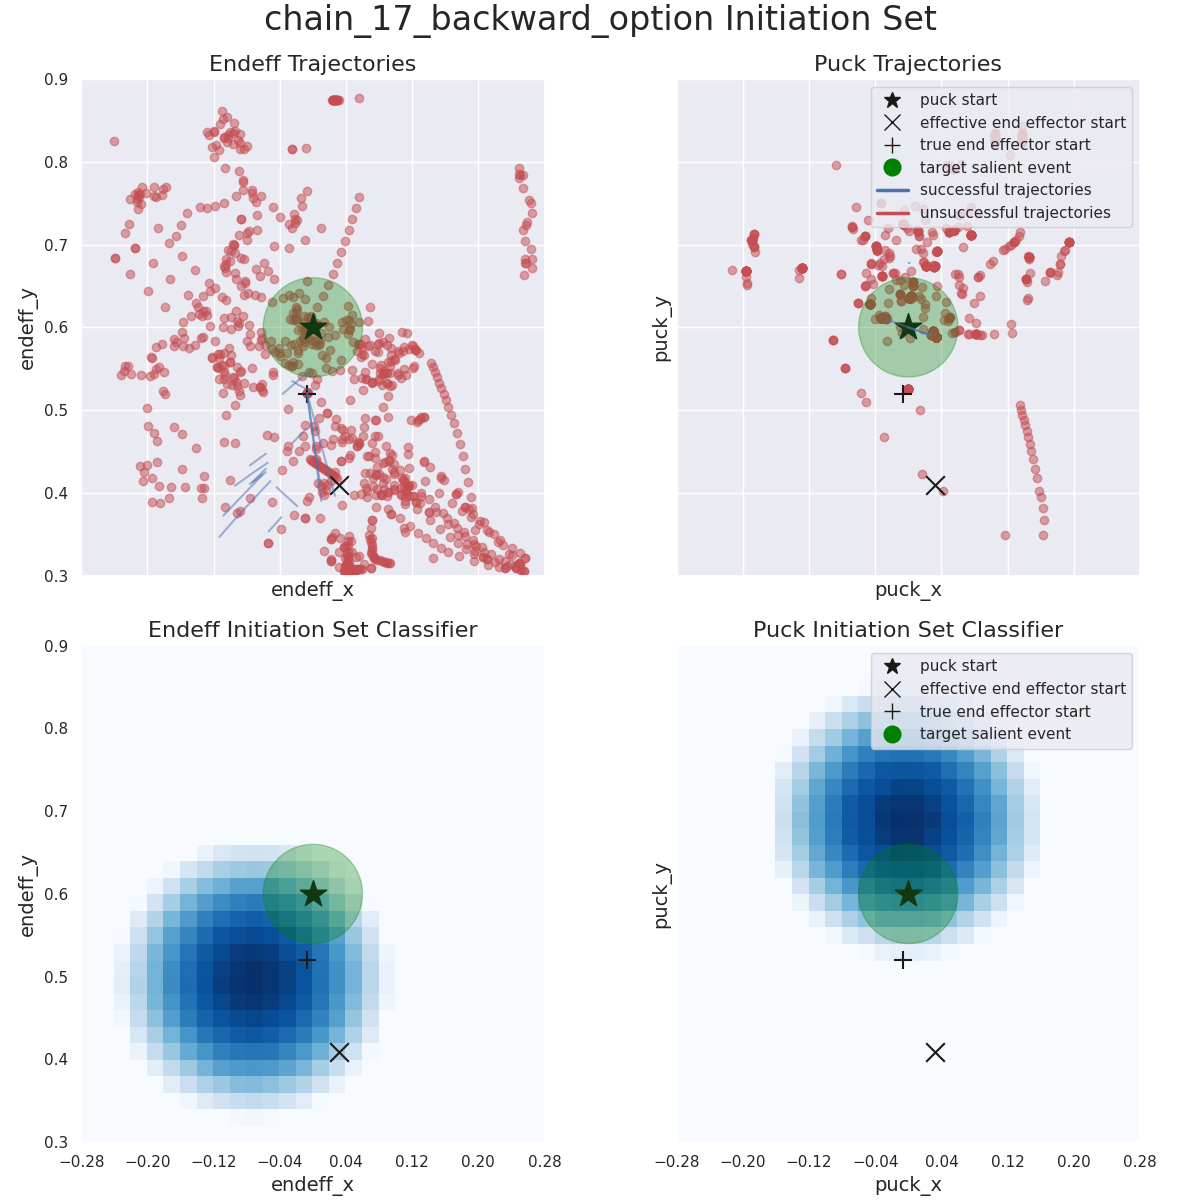 chain_17_backward_option Initiation Set
Endeff Trajectories
0.9
0.8
0.7
0.6
0.5
0.4
0.3
endeff_y
endeff_x
Puck Trajectories
puck start
effective end effector start
true end effector start
target salient event
successful trajectories
unsuccessful trajectories
puck_y
puck_x
Endeff Initiation Set Classifier
0.9
0.8
0.7
0.6
0.5
0.4
0.3
endeff_y
−0.28 −0.20 −0.12 −0.04 0.04 0.12 0.20 0.28
endeff_x
Puck Initiation Set Classifier
puck start
effective end effector start
true end effector start
target salient event
puck_y
−0.28 −0.20 −0.12 −0.04 0.04 0.12 0.20 0.28
puck_x